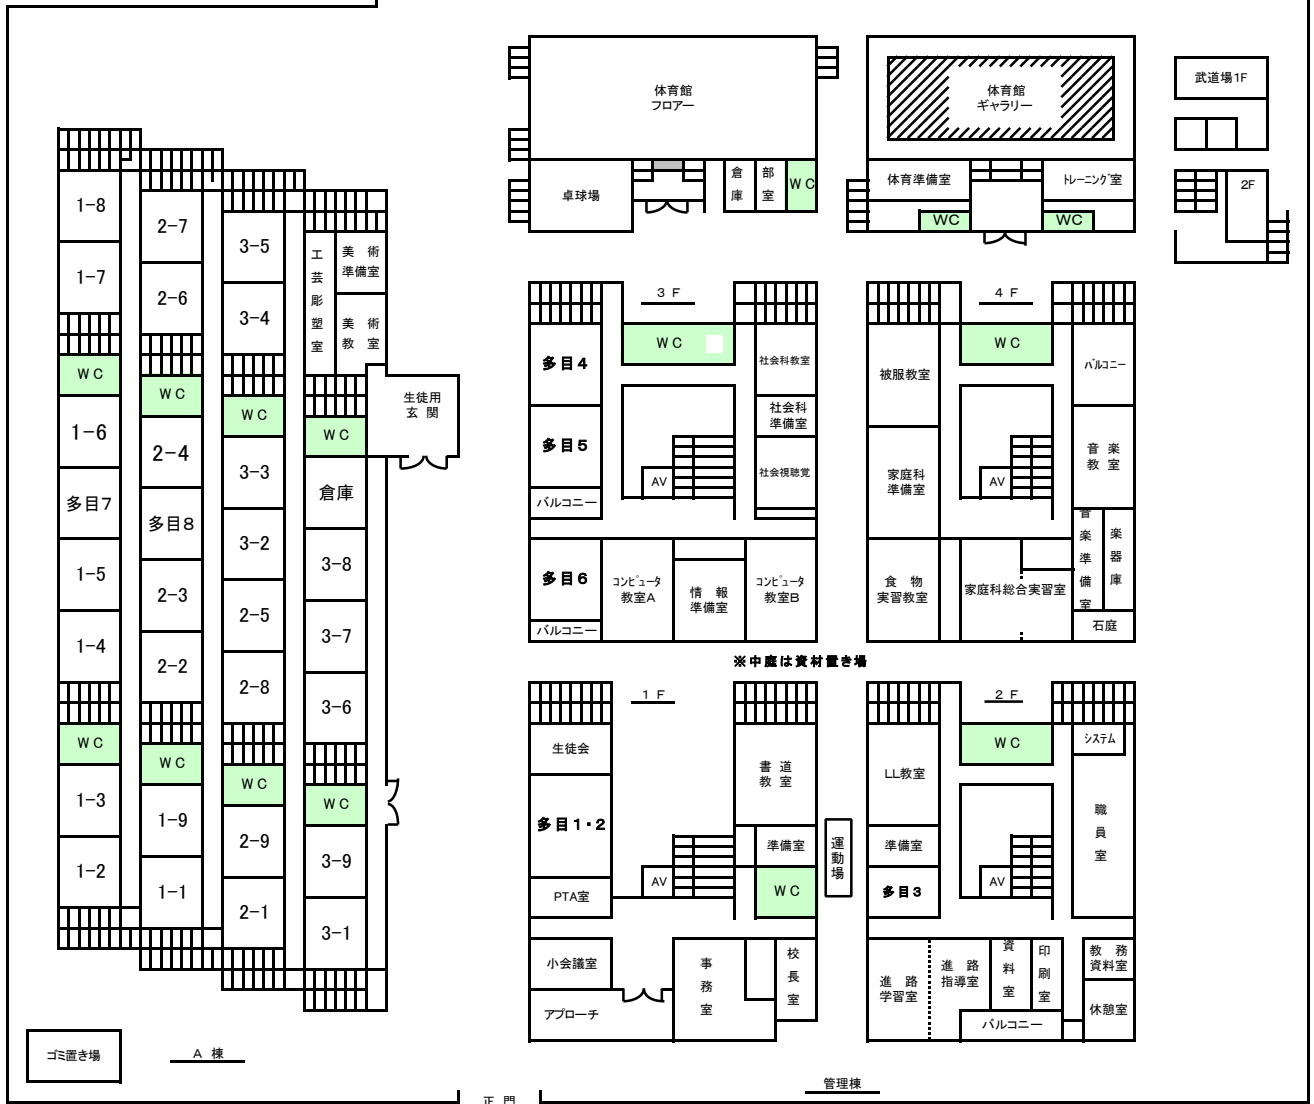 体育館
フロアー
卓球場
倉
庫
部
室
WC
体育館
ギャラリー
体育準備室
トレーニング室
WC
WC
武道場1F
2F
1-8
1-7
WC
1-6
多目7
1-5
1-4
WC
1-3
1-2
2-7
2-6
WC
2-4
多目8
2-3
2-2
WC
1-9
1-1
3-5
3-4
WC
3-3
3-2
2-5
2-8
WC
2-9
2-1
工
芸
彫
塑
室
美 術
準備室
美 術
教 室
WC
倉庫
3-8
3-7
3-6
WC
3-9
3-1
生徒用
玄 関
3F
WC
多目4
多目5
バルコニー
社会科教室
社会科
準備室
社会視聴覚
AV
多目6
バルコニー
コンピュータ
教室A
情 報
準備室
コンピュータ
教室B
4F
WC
被服教室
家庭科
準備室
バルコニー
音 楽
教 室
AV
食 物
実習教室
家庭科総合実習室
音
楽
準
備
室
楽
器
庫
石庭
※中庭は資材置き場
1F
生徒会
多目1・2
PTA室
書 道
教 室
準備室
WC
AV
小会議室
アプローチ
事
務
室
校
長
室
運
動
場
2F
WC
LL教室
準備室
多目3
システム
職
員
室
AV
進 路
学習室
進 路
指導室
資
料
室
印
刷
室
バルコニー
教 務
資料室
休憩室
ゴミ置き場
A 棟
管理棟
正 門